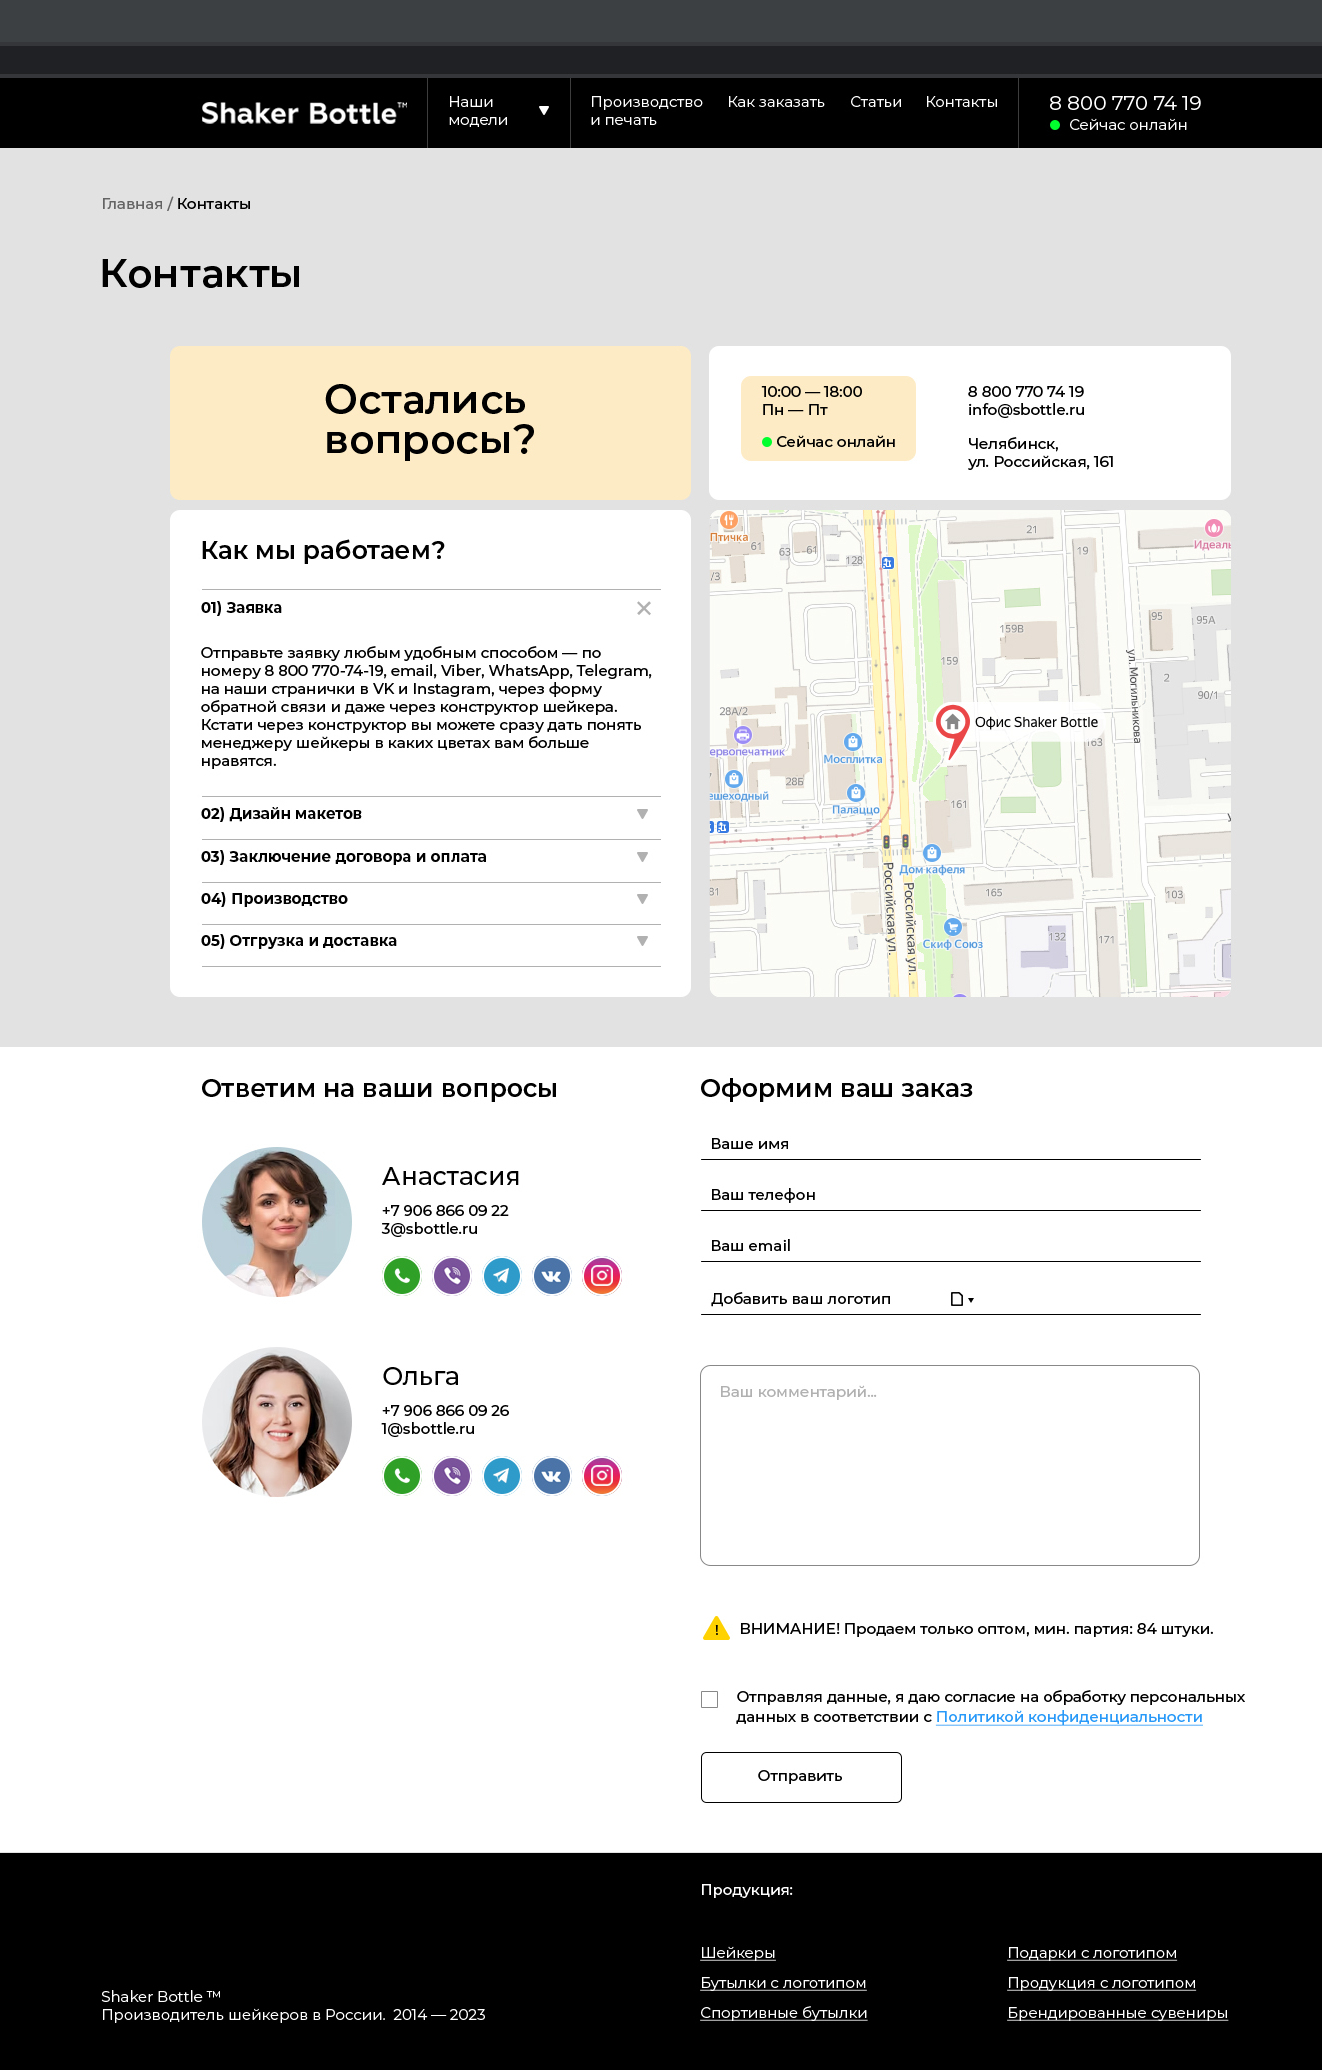 Shaker Bottle™
Наши
модели
Производство
и печать
Как заказать
Статьи
Контакты
8 800 770 74 19
Сейчас онлайн
Главная / Контакты
Контакты
Остались
вопросы?
10:00 — 18:00
Пн — Пт
Сейчас онлайн
8 800 770 74 19
info@sbottle.ru
Челябинск,
ул. Российская, 161
Как мы работаем?
01) Заявка
Отправьте заявку любым удобным способом — по
номеру 8 800 770-74-19, email, Viber, WhatsApp, Telegram,
на наши странички в VK и Instagram, через форму
обратной связи и даже через конструктор шейкера.
Кстати через конструктор вы можете сразу дать понять
менеджеру шейкеры в каких цветах вам больше
нравятся.
02) Дизайн макетов
03) Заключение договора и оплата
04) Производство
05) Отгрузка и доставка
Птичка
61
63
61
128
21
19
Идеаль
/3
159В
95
95А
159
ул. Могильникова
2
90/1
28А/2
Офис Shaker Bottle
163
ервопечатник
Мосплитка
28Б
ешеходный
Палаццо
161
Дом кафеля
Российская ул.
Российская ул.
81
165
103
Скиф Союз
132
171
Ответим на ваши вопросы
Анастасия
+7 906 866 09 22
3@sbottle.ru
Ольга
+7 906 866 09 26
1@sbottle.ru
Оформим ваш заказ
Ваше имя
Ваш телефон
Ваш email
Добавить ваш логотип
Ваш комментарий...
ВНИМАНИЕ! Продаем только оптом, мин. партия: 84 штуки.
Отправляя данные, я даю согласие на обработку персональных
данных в соответствии с Политикой конфиденциальности
Отправить
Продукция:
Шейкеры
Бутылки с логотипом
Спортивные бутылки
Подарки с логотипом
Продукция с логотипом
Брендированные сувениры
Shaker Bottle ™
Производитель шейкеров в России. 2014 — 2023